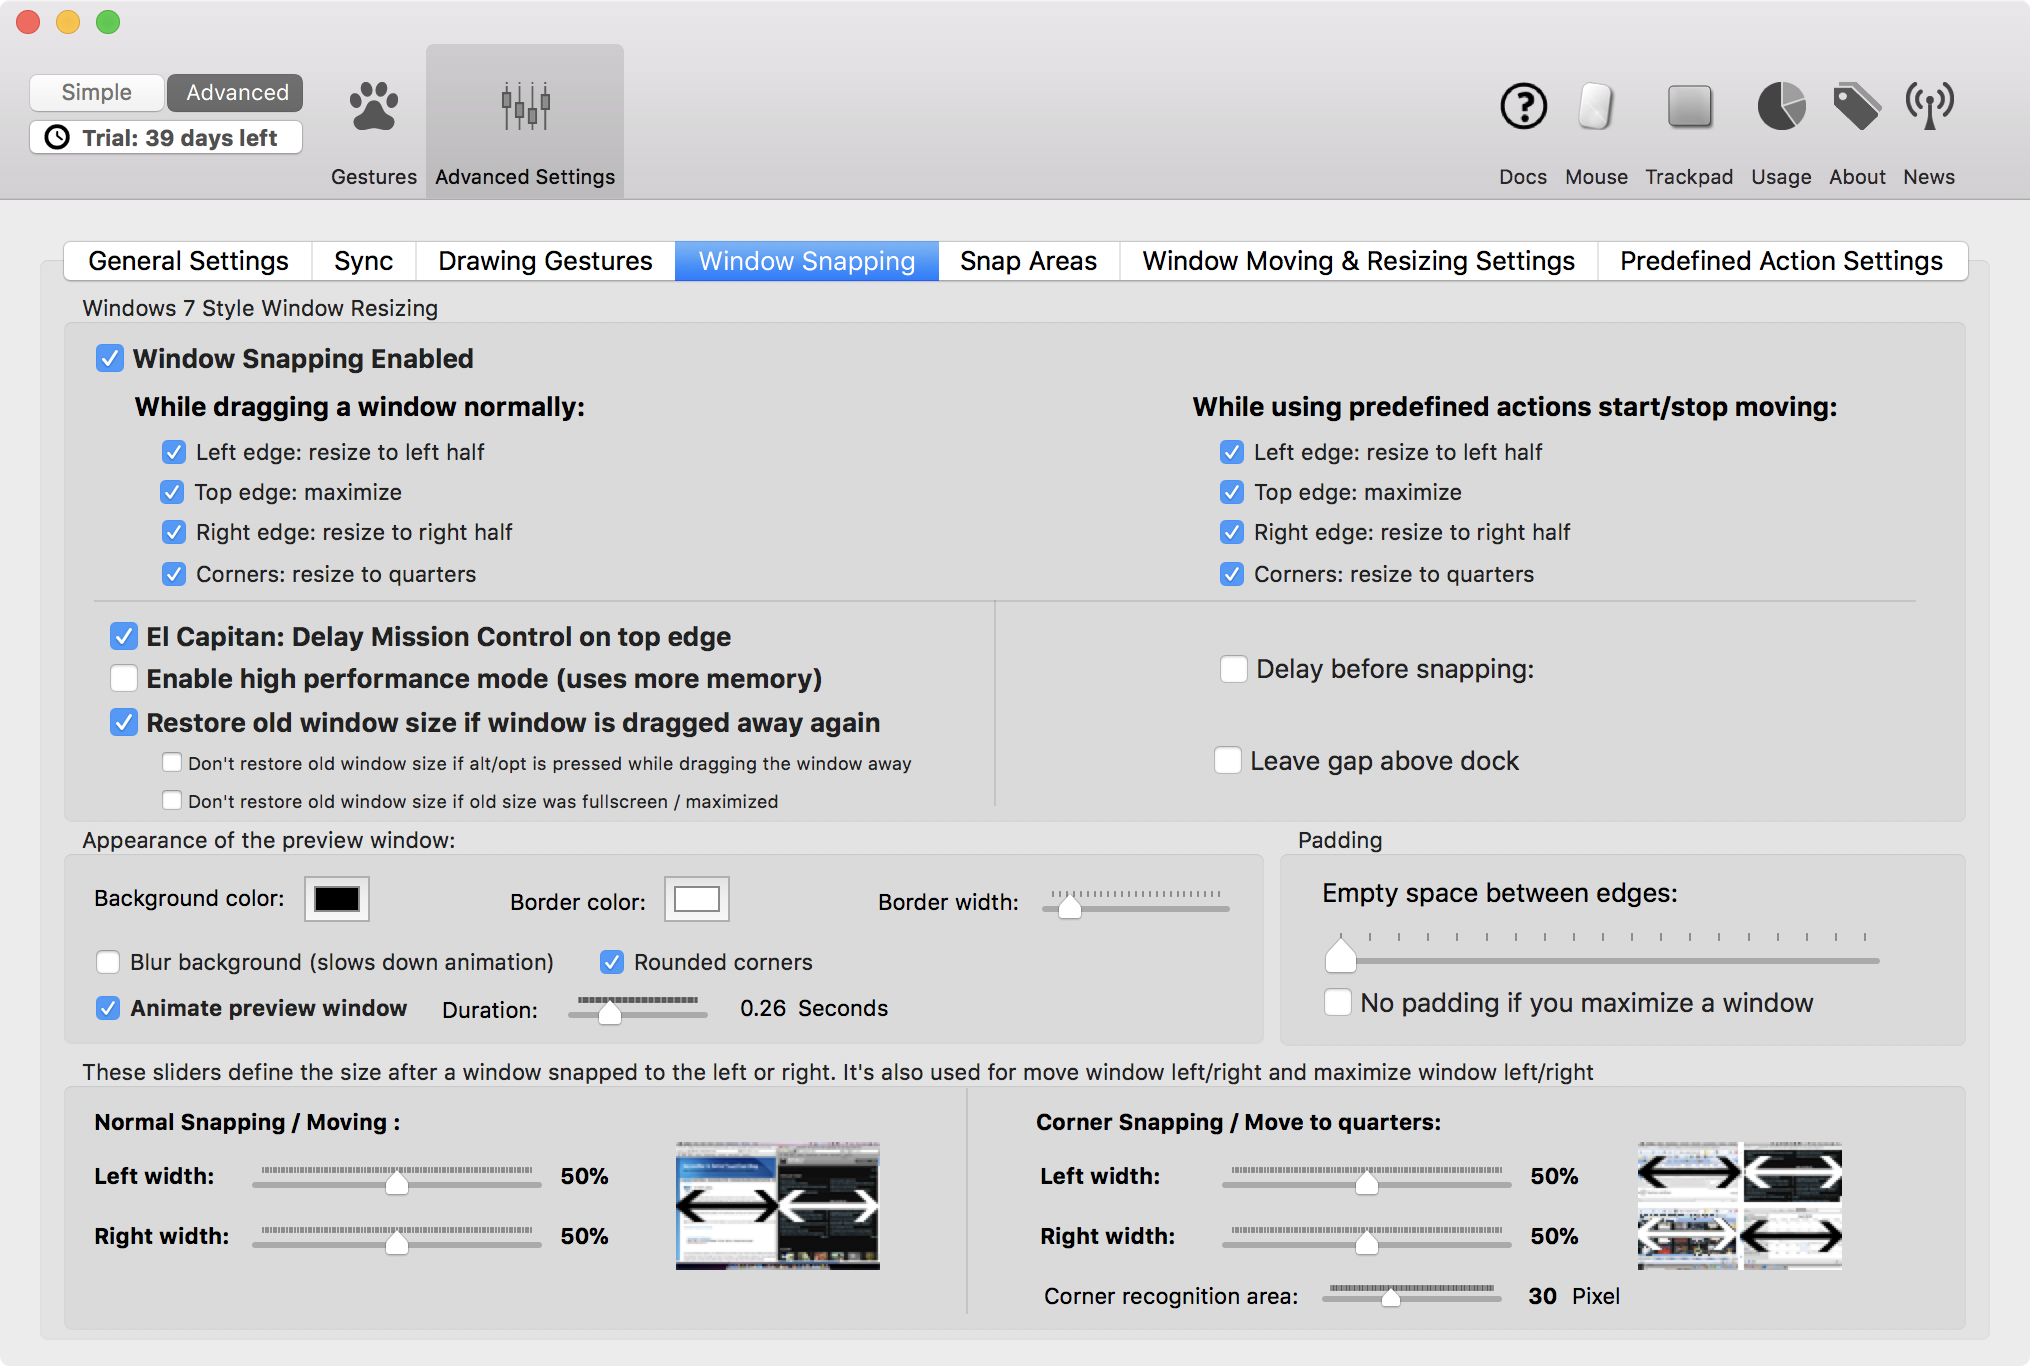 Simple
Advanced
Trial: 39 days left
Gestures
Advanced Settings
Docs
Mouse
Trackpad
Usage
About
News
General Settings
Sync
Drawing Gestures
Window Snapping
Snap Areas
Window Moving & Resizing Settings
Predefined Action Settings
Windows 7 Style Window Resizing
Window Snapping Enabled
While dragging a window normally:
Left edge: resize to left half
Top edge: maximize
Right edge: resize to right half
Corners: resize to quarters
While using predefined actions start/stop moving:
Left edge: resize to left half
Top edge: maximize
Right edge: resize to right half
Corners: resize to quarters
El Capitan: Delay Mission Control on top edge
Enable high performance mode (uses more memory)
Restore old window size if window is dragged away again
Don't restore old window size if alt/opt is pressed while dragging the window away
Don't restore old window size if old size was fullscreen / maximized
Delay before snapping:
Leave gap above dock
Appearance of the preview window:
Background color:
Border color:
Border width:
Blur background (slows down animation)
Rounded corners
Animate preview window
Duration:
0.26 Seconds
Padding
Empty space between edges:
No padding if you maximize a window
These sliders define the size after a window snapped to the left or right. It's also used for move window left/right and maximize window left/right
Normal Snapping / Moving :
Left width:
50%
Right width:
50%
Corner Snapping / Move to quarters:
Left width:
50%
Right width:
50%
Corner recognition area:
30 Pixel